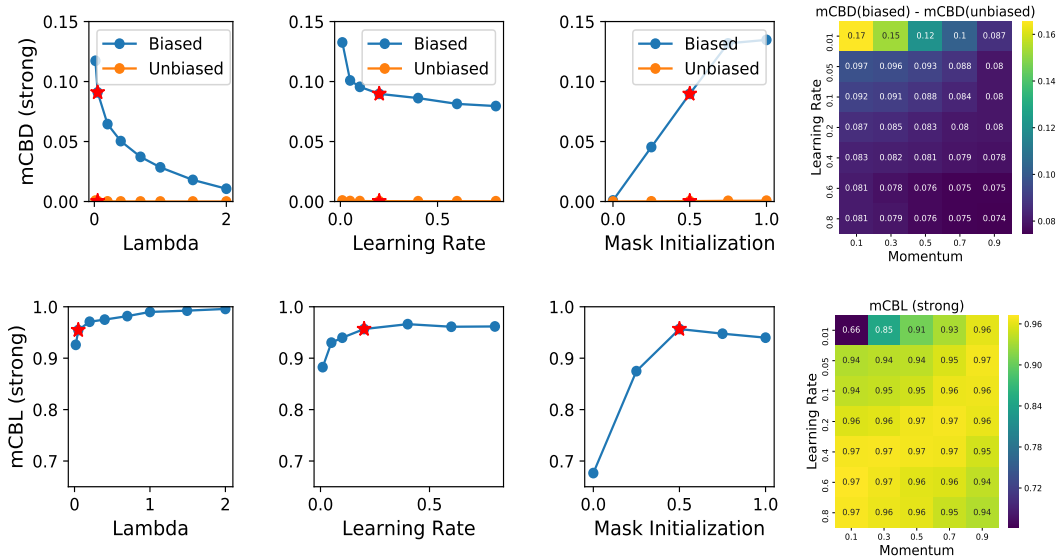 mCBD (strong)
0.15
0.10
0.05
0.00
Biased
Unbiased
0
1
2
Lambda
0.15
0.10
0.05
0.00
Biased
Unbiased
0.5
Learning Rate
0.15
0.10
0.05
0.00
Biased
Unbiased
0.0
0.5
1.0
Mask Initialization
mCBD(biased) - mCBD(unbiased)
Learning Rate
0.01 0.17 0.15 0.12 0.1 0.087
0.05 0.097 0.096 0.093 0.088 0.08
0.1 0.092 0.091 0.088 0.084 0.08
0.2 0.087 0.085 0.083 0.08 0.08
0.4 0.083 0.082 0.081 0.079 0.078
0.6 0.081 0.078 0.076 0.075 0.075
0.8 0.081 0.079 0.076 0.075 0.074
0.1 0.3 0.5 0.7 0.9
Momentum
0.16
0.14
0.12
0.10
0.08
mCBL (strong)
1.0
0.9
0.8
0.7
0
1
2
Lambda
1.0
0.9
0.8
0.7
0.0
0.5
Learning Rate
1.0
0.9
0.8
0.7
0.0
0.5
1.0
Mask Initialization
mCBL (strong)
Learning Rate
0.01 0.66 0.85 0.91 0.93 0.96
0.05 0.94 0.94 0.94 0.95 0.97
0.1 0.94 0.95 0.95 0.96 0.96
0.2 0.96 0.96 0.97 0.97 0.96
0.4 0.97 0.97 0.97 0.97 0.95
0.6 0.97 0.97 0.96 0.96 0.94
0.8 0.97 0.96 0.96 0.95 0.94
0.1 0.3 0.5 0.7 0.9
Momentum
0.96
0.90
0.84
0.78
0.72